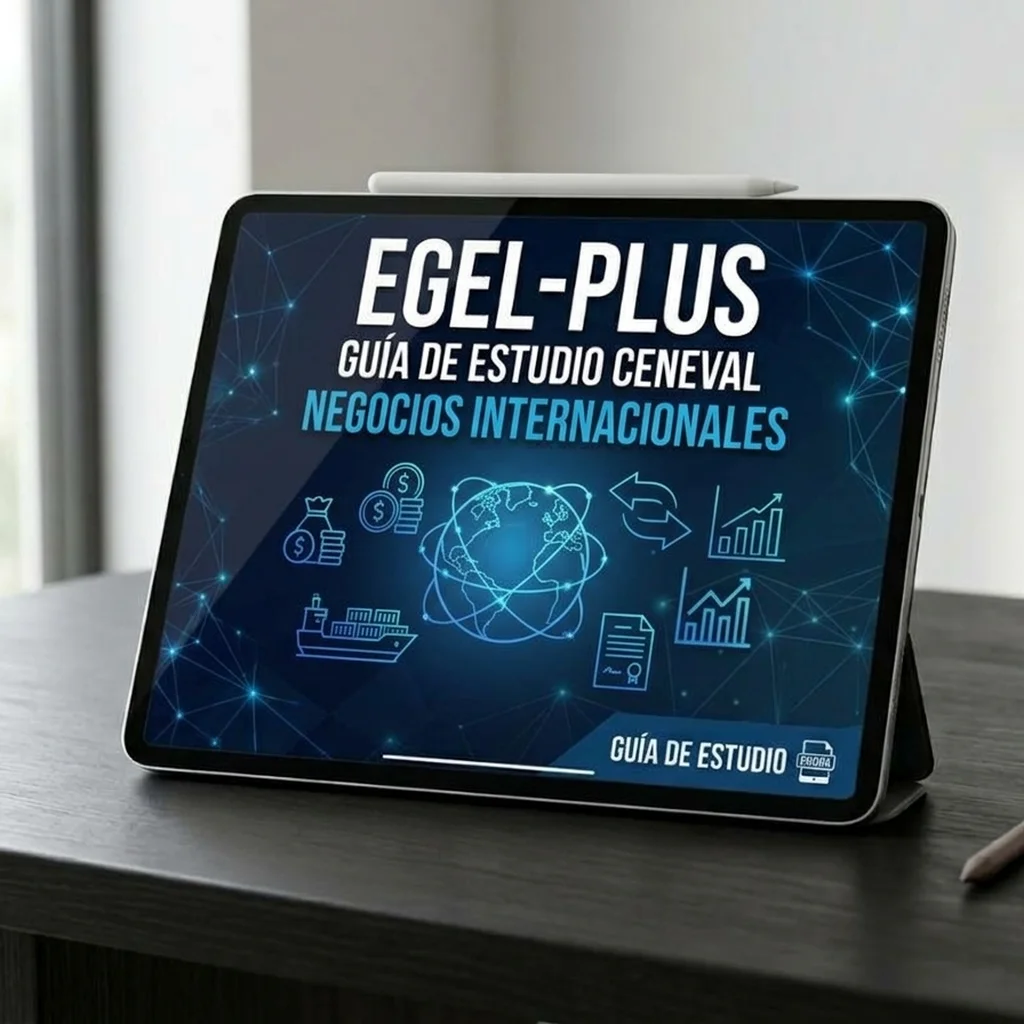 EGEL-PLUS
GUÍA DE ESTUDIO CENEVAL
NEGOCIOS INTERNACIONALES
$
$
$
GUÍA DE ESTUDIO